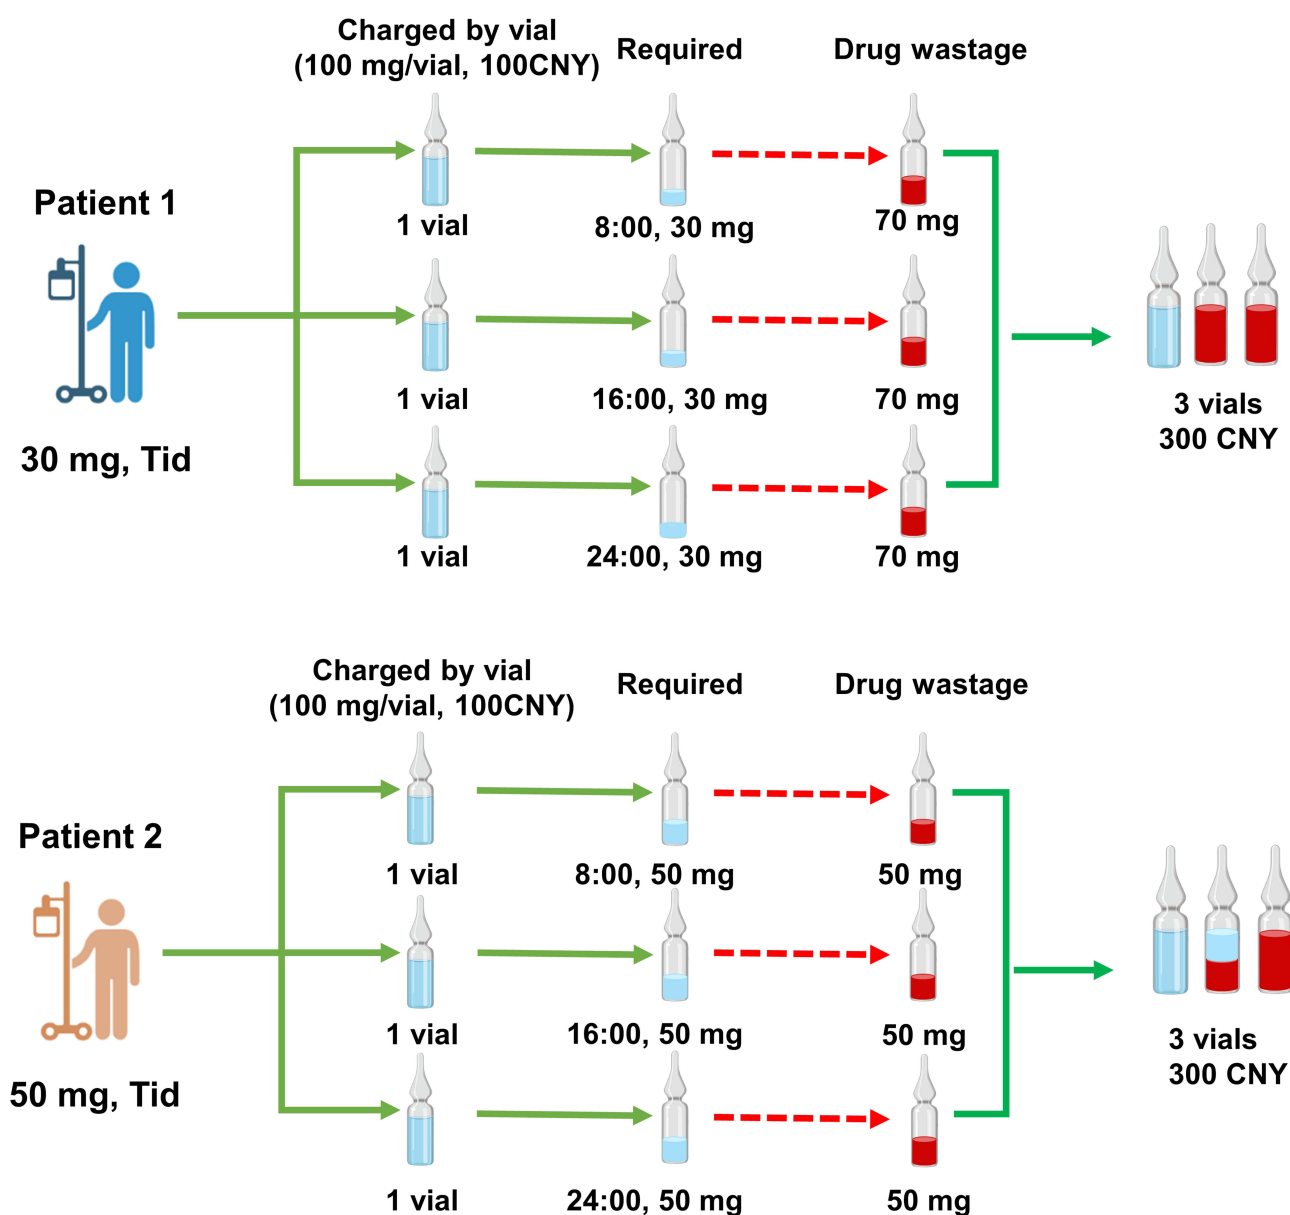 Charged by vial
(100 mg/vial, 100CNY)
Required
Drug wastage
Patient 1
30 mg, Tid
1 vial
8:00, 30 mg
70 mg
1 vial
16:00, 30 mg
70 mg
1 vial
24:00, 30 mg
70 mg
3 vials
300 CNY
Charged by vial
(100 mg/vial, 100CNY)
Required
Drug wastage
Patient 2
50 mg, Tid
1 vial
8:00, 50 mg
50 mg
1 vial
16:00, 50 mg
50 mg
1 vial
24:00, 50 mg
50 mg
3 vials
300 CNY